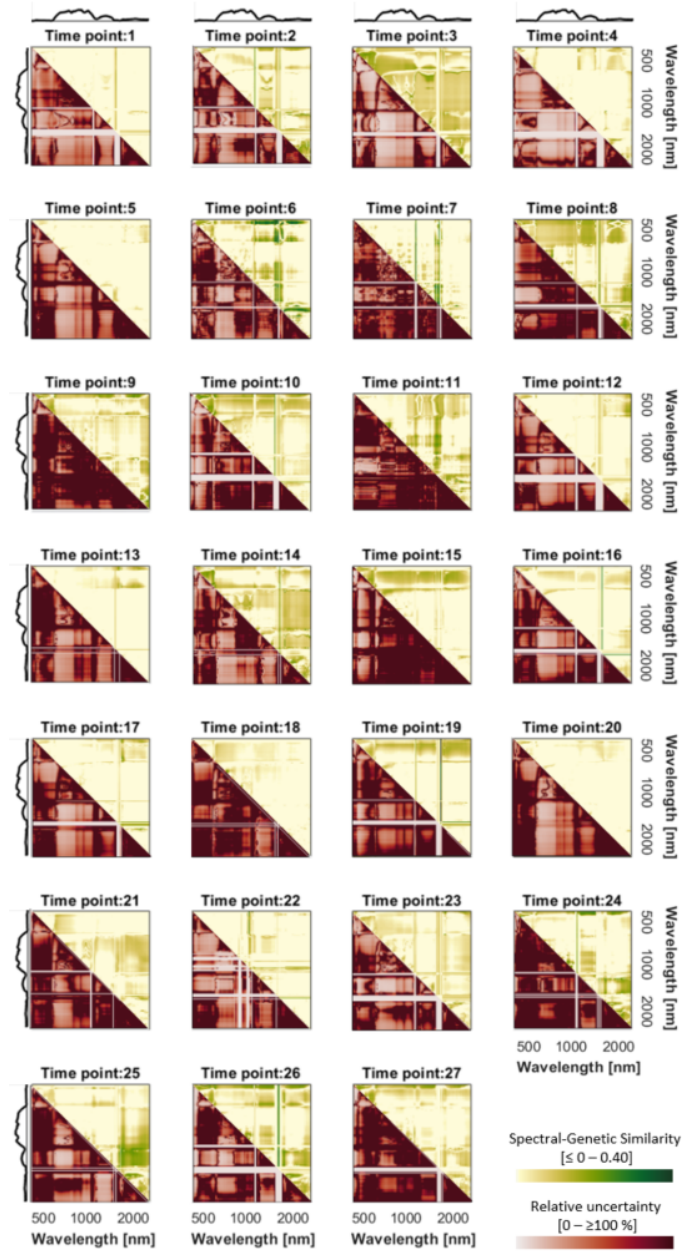 Time point:1 Time point:2 Time point:3 Time point:4
500 1000 2000
Wavelength [nm]
Time point:5 Time point:6 Time point:7 Time point:8
500 1000 2000
Wavelength [nm]
Time point:9 Time point:10 Time point:11 Time point:12
500 1000 2000
Wavelength [nm]
Time point:13 Time point:14 Time point:15 Time point:16
500 1000 2000
Wavelength [nm]
Time point:17 Time point:18 Time point:19 Time point:20
500 1000 2000
Wavelength [nm]
Time point:21 Time point:22 Time point:23 Time point:24
500 1000 2000
Wavelength [nm]
500 1000 2000
Wavelength [nm]
Time point:25 Time point:26 Time point:27
Spectral-Genetic Similarity
[≤ 0 – 0.40]
Relative uncertainty
[0 – ≥100 %]
500 1000 2000 500 1000 2000 500 1000 2000
Wavelength [nm] Wavelength [nm] Wavelength [nm]